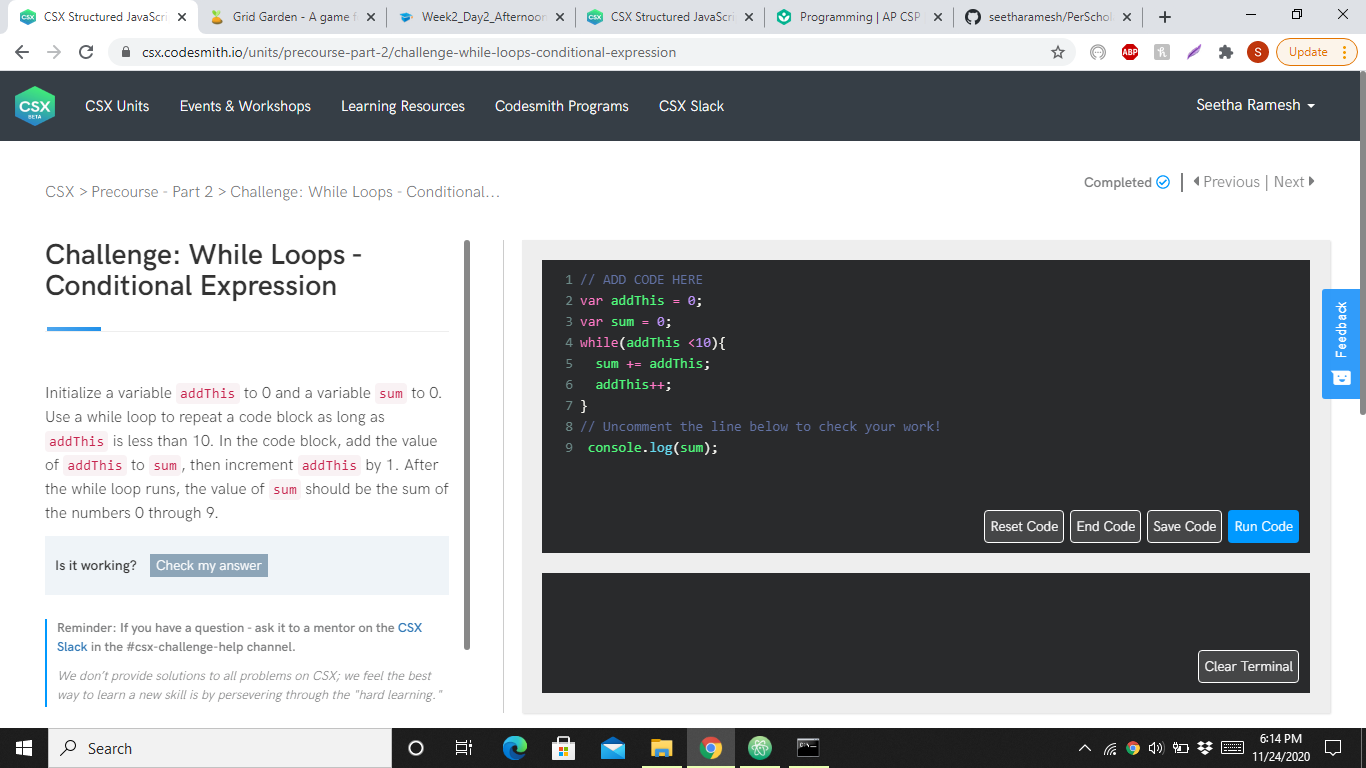 CSX Structured JavaScri
Grid Garden - A game f
Week2_Day2_Afternoon
CSX Structured JavaScri
Programming | AP CSP
seetharamesh/PerSchol
csx.codesmith.io/units/precourse-part-2/challenge-while-loops-conditional-expression
ABP
S
Update
CSX
BETA
CSX Units
Events & Workshops
Learning Resources
Codesmith Programs
CSX Slack
Seetha Ramesh
CSX > Precourse - Part 2 > Challenge: While Loops - Conditional...
Completed
Previous | Next
Challenge: While Loops -
Conditional Expression
Initialize a variable addThis to 0 and a variable sum to 0.
Use a while loop to repeat a code block as long as
addThis is less than 10. In the code block, add the value
of addThis to sum , then increment addThis by 1. After
the while loop runs, the value of sum should be the sum of
the numbers 0 through 9.
Is it working?
Check my answer
Reminder: If you have a question - ask it to a mentor on the CSX
Slack in the #csx-challenge-help channel.
We don't provide solutions to all problems on CSX; we feel the best
way to learn a new skill is by persevering through the "hard learning."
1 // ADD CODE HERE
2 var addThis = 0;
3 var sum = 0;
4 while(addThis <10){
5   sum += addThis;
6   addThis++;
7 }
8 // Uncomment the line below to check your work!
9  console.log(sum);
Reset Code
End Code
Save Code
Run Code
Clear Terminal
Feedback
Search
6:14 PM
11/24/2020